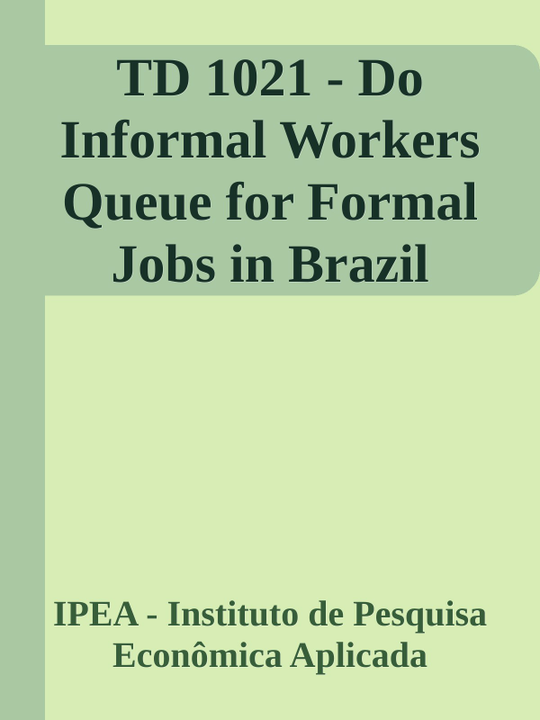 TD 1021 - Do
Informal Workers
Queue for Formal
Jobs in Brazil
IPEA - Instituto de Pesquisa
Econômica Aplicada